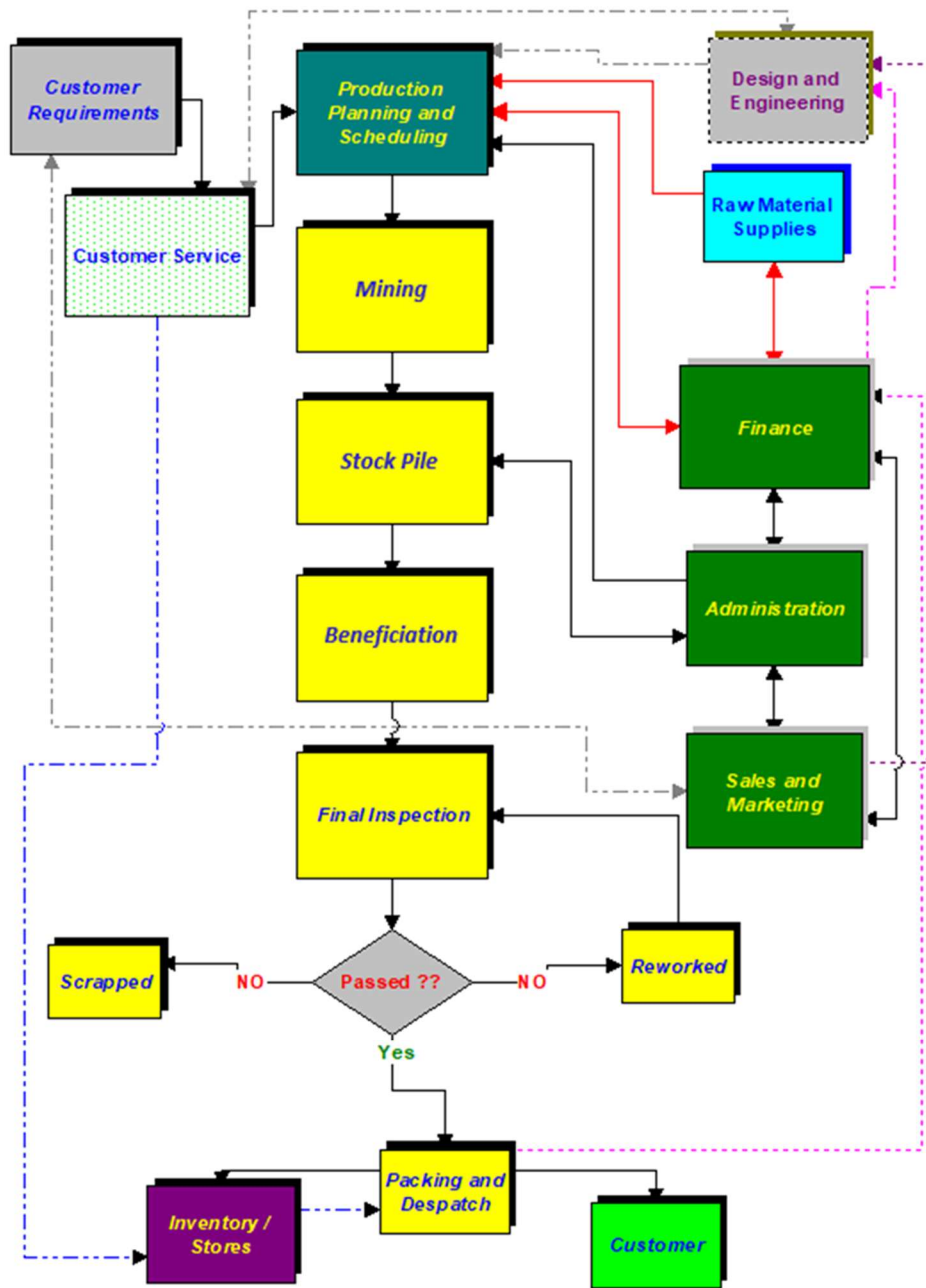 Customer
Requirements
Production
Planning and
Scheduling
Design and
Engineering
Customer Service
Raw Material
Supplies
Mining
Finance
Stock Pile
Administration
Beneficiation
Sales and
Marketing
Final Inspection
Scrapped
NO
Passed ??
NO
Reworked
Yes
Packing and
Despatch
Inventory /
Stores
Customer